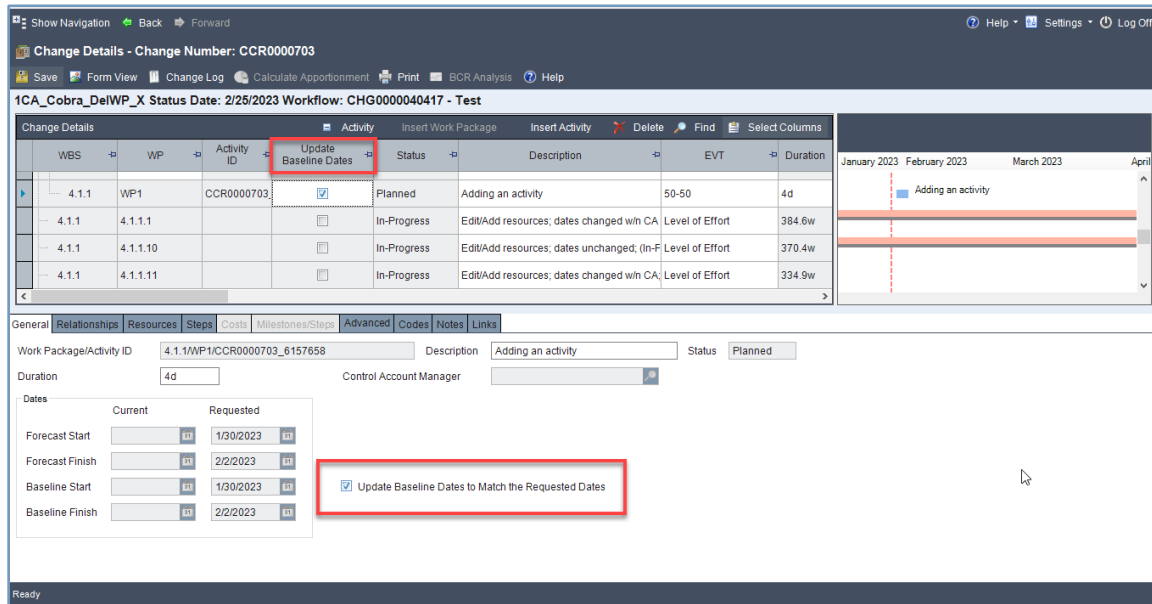 Show Navigation Back Forward Help Settings Log Off
Change Details - Change Number: CCR0000703
Save Form View Change Log Calculate Apportionment Print BCR Analysis Help
1CA_Cobra_DelWP_X Status Date: 2/25/2023 Workflow: CHG0000040417 - Test
Change Details Activity Insert Work Package Insert Activity Delete Find Select Columns
WBS WP Activity ID Update Baseline Dates Status Description EVT Duration
January 2023 February 2023 March 2023 April
4.1.1 WP1 CCR0000703_ Planned Adding an activity 50-50 4d Adding an activity
4.1.1 4.1.1.1 In-Progress Edit/Add resources; dates changed w/n CA Level of Effort 384.6w
4.1.1 4.1.1.10 In-Progress Edit/Add resources; dates unchanged; (In-F Level of Effort 370.4w
4.1.1 4.1.1.11 In-Progress Edit/Add resources; dates changed w/n CA; Level of Effort 334.9w
General Relationships Resources Steps Costs Milestones/Steps Advanced Codes Notes Links
Work Package/Activity ID 4.1.1/WP1/CCR0000703_6157658 Description Adding an activity Status Planned
Duration 4d Control Account Manager
Dates
Current Requested
Forecast Start 1/30/2023
Forecast Finish 2/2/2023
Baseline Start 1/30/2023 Update Baseline Dates to Match the Requested Dates
Baseline Finish 2/2/2023
Ready